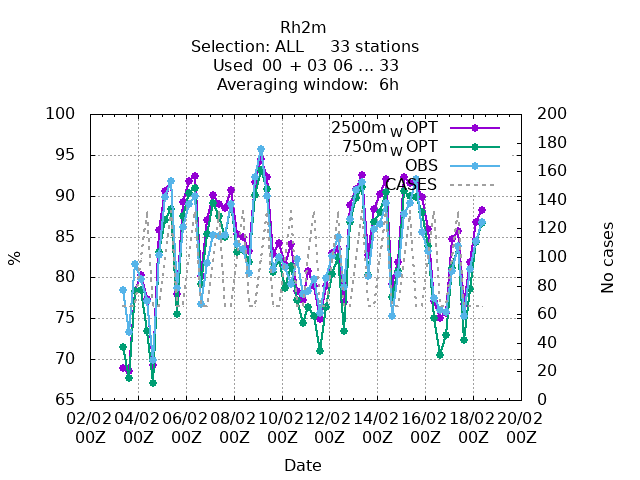 Rh2m
Selection: ALL 33 stations
Used 00 + 03 06 ... 33
Averaging window: 6h
100 200
2500m W OPT
180
750m W OPT
95
OBS
160
CASES
90
140
120
85
100
80
80
60
75
40
70
20
65 0
02/02 04/02 06/02 08/02 10/02 12/02 14/02 16/02 18/02 20/02
00Z 00Z 00Z 00Z 00Z 00Z 00Z 00Z 00Z 00Z
%
No cases
Date